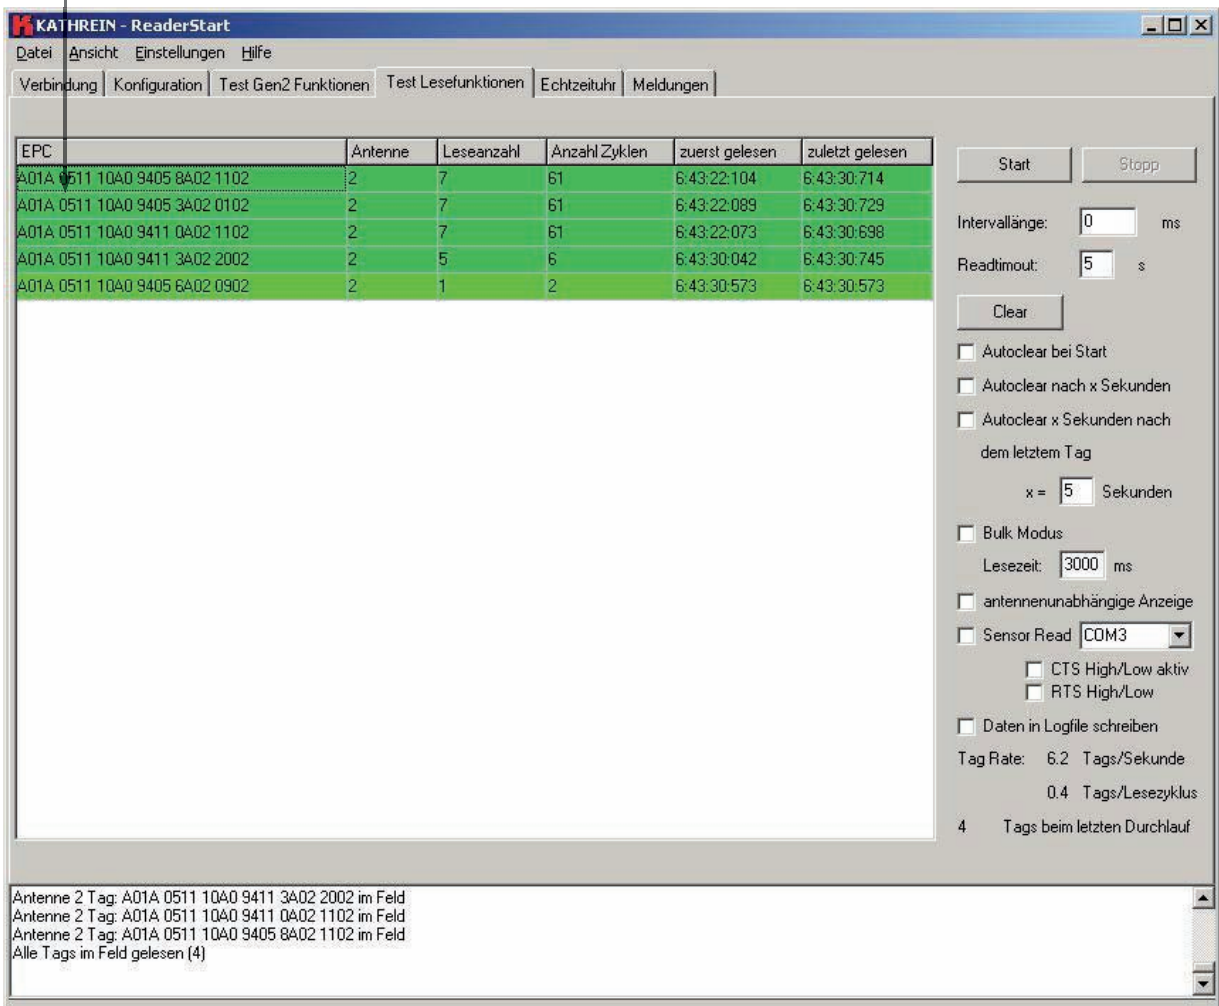 KATHREIN - ReaderStart
Datei Ansicht Einstellungen Hilfe
Verbindung Konfiguration Test Gen2 Funktionen Test Lesefunktionen Echtzeituhr Meldungen
EPC Antenne Leseanzahl Anzahl Zyklen zuerst gelesen zuletzt gelesen
A01A 0511 10A0 9405 8A02 1102 2 7 61 6:43:22:104 6:43:30:714
A01A 0511 10A0 9405 3A02 0102 2 7 61 6:43:22:089 6:43:30:729
A01A 0511 10A0 9411 0A02 1102 2 7 61 6:43:22:073 6:43:30:698
A01A 0511 10A0 9411 3A02 2002 2 5 6 6:43:30:042 6:43:30:745
A01A 0511 10A0 9405 6A02 0902 2 1 2 6:43:30:573 6:43:30:573
Start Stopp
Intervallänge: 0 ms
Readtimout: 5 s
Clear
Autoclear bei Start
Autoclear nach x Sekunden
Autoclear x Sekunden nach
dem letztem Tag
x = 5 Sekunden
Bulk Modus
Lesezeit: 3000 ms
antennenunabhängige Anzeige
Sensor Read COM3
CTS High/Low aktiv
RTS High/Low
Daten in Logfile schreiben
Tag Rate: 6.2 Tags/Sekunde
0.4 Tags/Lesezyklus
4 Tags beim letzten Durchlauf
Antenne 2 Tag: A01A 0511 10A0 9411 3A02 2002 im Feld
Antenne 2 Tag: A01A 0511 10A0 9411 0A02 1102 im Feld
Antenne 2 Tag: A01A 0511 10A0 9405 8A02 1102 im Feld
Alle Tags im Feld gelesen (4)